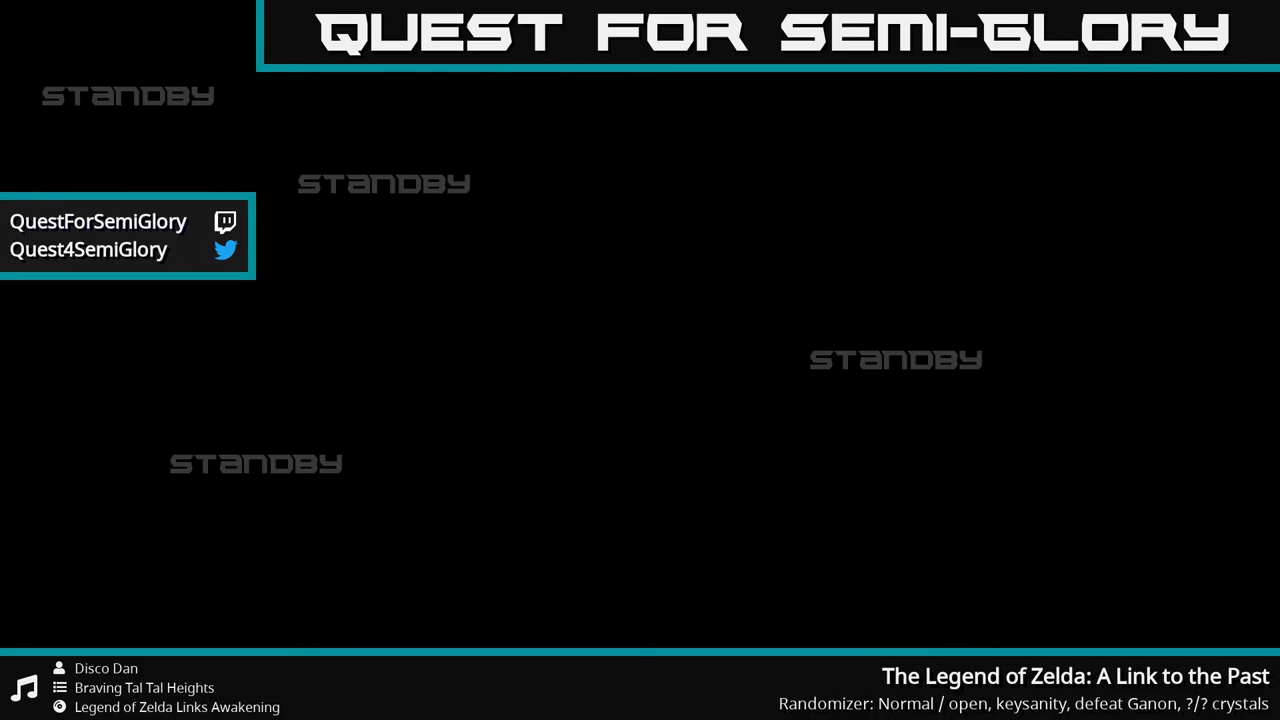 QUEST FOR SEMI-GLORY
STANDBY
STANDBY
QuestForSemiGlory
Quest4SemiGlory
STANDBY
STANDBY
Disco Dan
Braving Tal Tal Heights
Legend of Zelda Links Awakening
The Legend of Zelda: A Link to the Past
Randomizer: Normal / open, keysanity, defeat Ganon, ?/? crystals